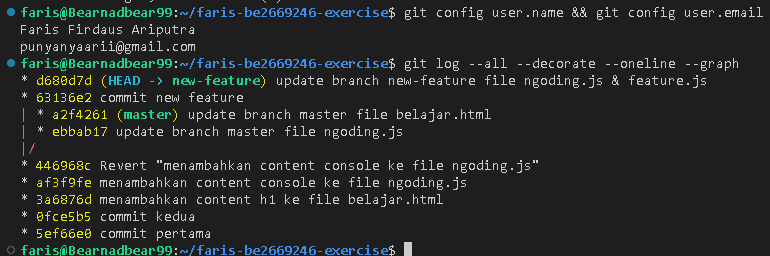 faris@Bearnadbear99:~/faris-be2669246-exercise$ git config user.name && git config user.email
Faris Firdaus Ariputra
punyanyaarii@gmail.com
faris@Bearnadbear99:~/faris-be2669246-exercise$ git log --all --decorate --oneline --graph
* d680d7d (HEAD -> new-feature) update branch new-feature file ngoding.js & feature.js
* 63136e2 commit new feature
| * a2f4261 (master) update branch master file belajar.html
| * ebbab17 update branch master file ngoding.js
|/
* 446968c Revert "menambahkan content console ke file ngoding.js"
* af3f9fe menambahkan content console ke file ngoding.js
* 3a6876d menambahkan content h1 ke file belajar.html
* 0fce5b5 commit kedua
* 5ef66e0 commit pertama
faris@Bearnadbear99:~/faris-be2669246-exercise$